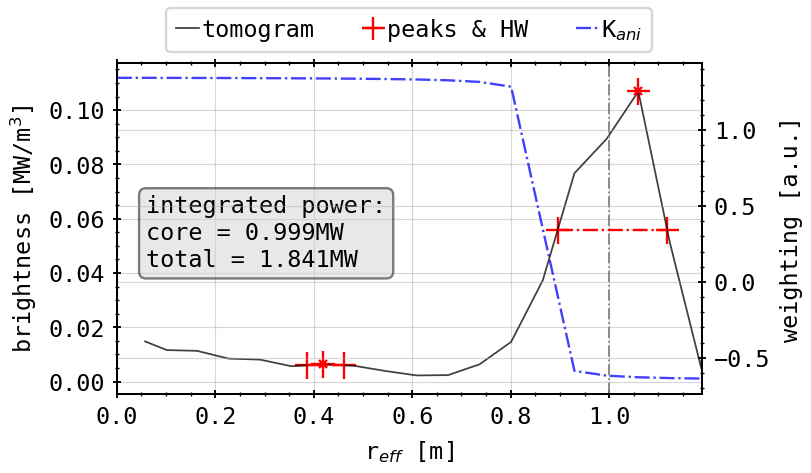 tomogram peaks & HW K_ani
brightness [MW/m³]
0.10
0.08
0.06
0.04
0.02
0.00
integrated power:
core = 0.999MW
total = 1.841MW
1.0
0.5
0.0
−0.5
weighting [a.u.]
0.0 0.2 0.4 0.6 0.8 1.0
r_eff [m]